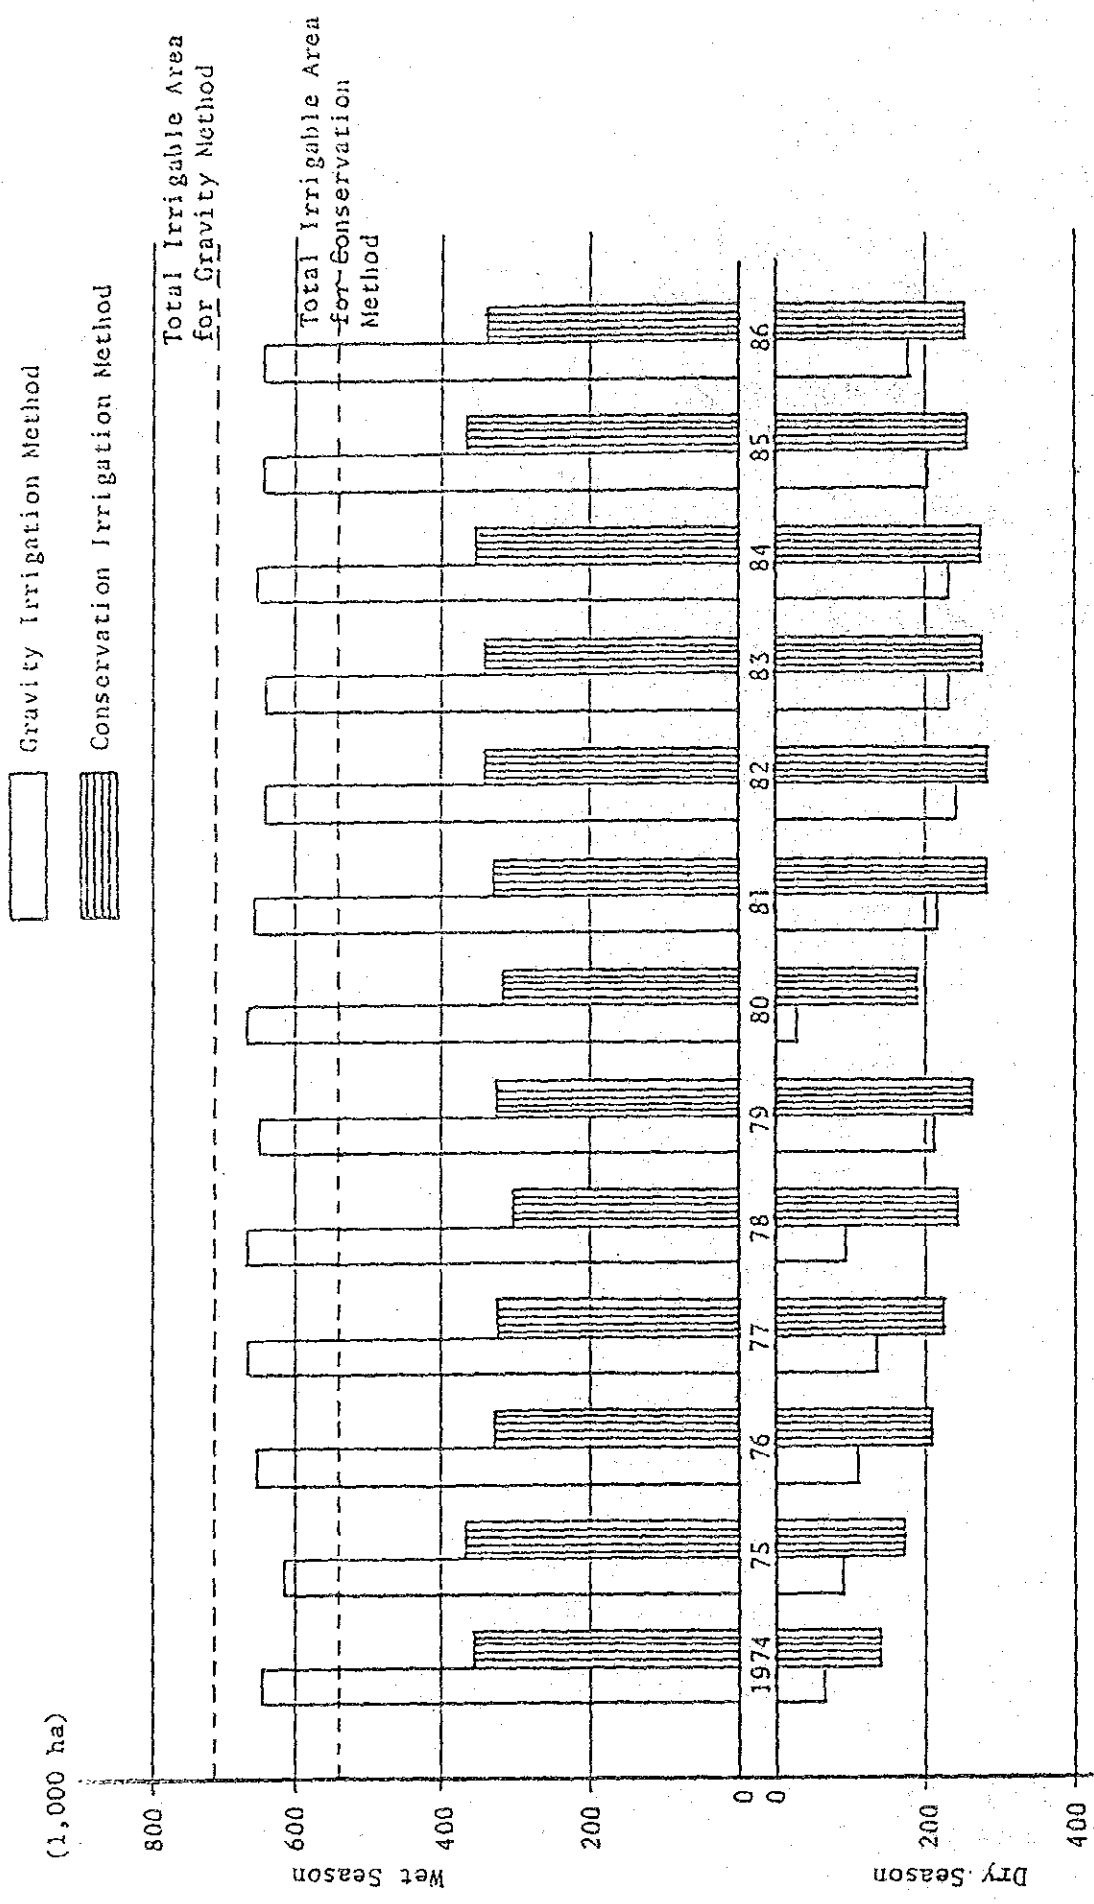 (1,000 ha)
Gravity Irrigation Method
Conservation Irrigation Method
Total Irrigable Area
for Gravity Method
Total Irrigable Area
for Conservation
Method
800
600
400
200
0
0
200
400
Wet Season
Dry Season
1974 75 76 77 78 79 80 81 82 83 84 85 86